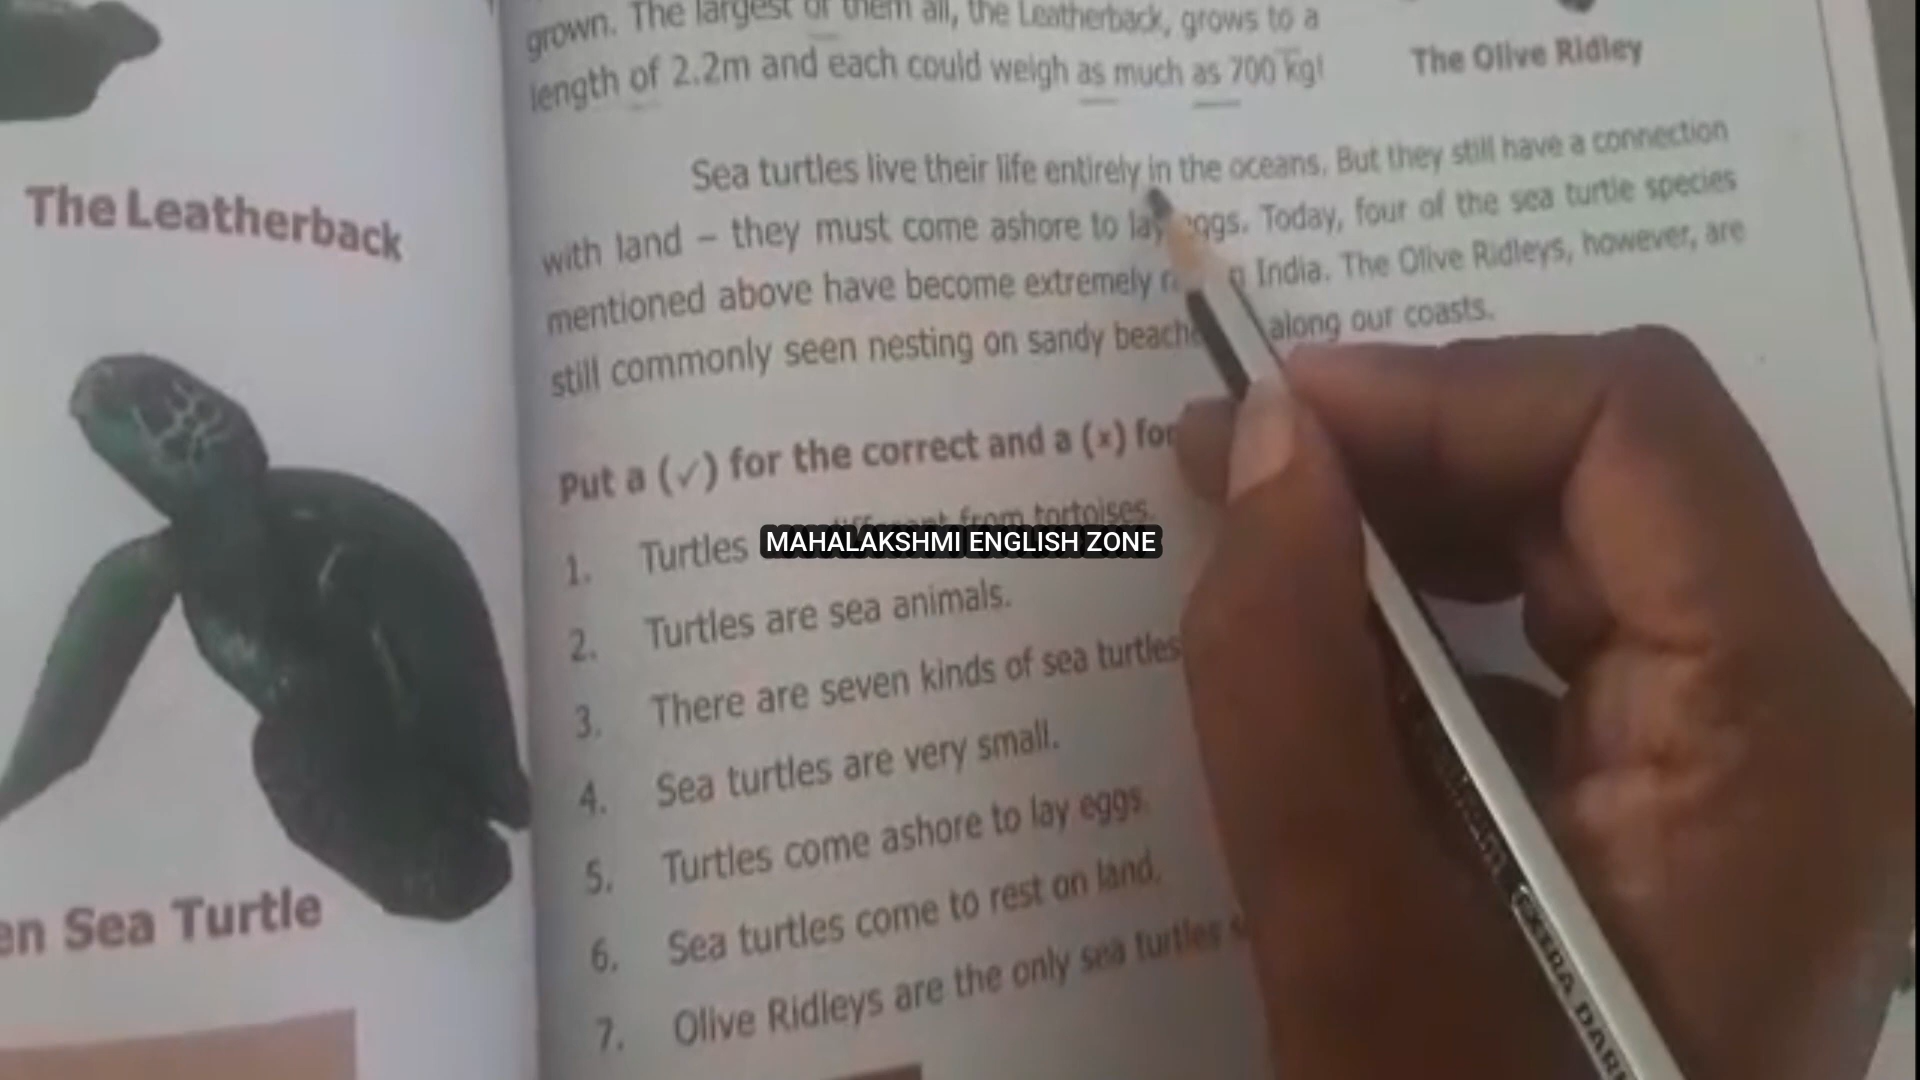 grown. The largest of them all, the Leatherback, grows to a
length of 2.2m and each could weigh as much as 700 kg!
The Olive Ridley
The Leatherback
Sea turtles live their life entirely in the oceans. But they still have a connection
with land – they must come ashore to lay eggs. Today, four of the sea turtle species
mentioned above have become extremely India. The Olive Ridleys, however, are
still commonly seen nesting on sandy along our coasts.
Put a (✓) for the correct and a (×) for
1. Turtles from tortoises.
MAHALAKSHMI ENGLISH ZONE
2. Turtles are sea animals.
3. There are seven kinds of sea turtles
4. Sea turtles are very small.
5. Turtles come ashore to lay eggs.
6. Sea turtles come to rest on land.
7. Olive Ridleys are the only sea turtles
Sea Turtle
EXTRA DARK